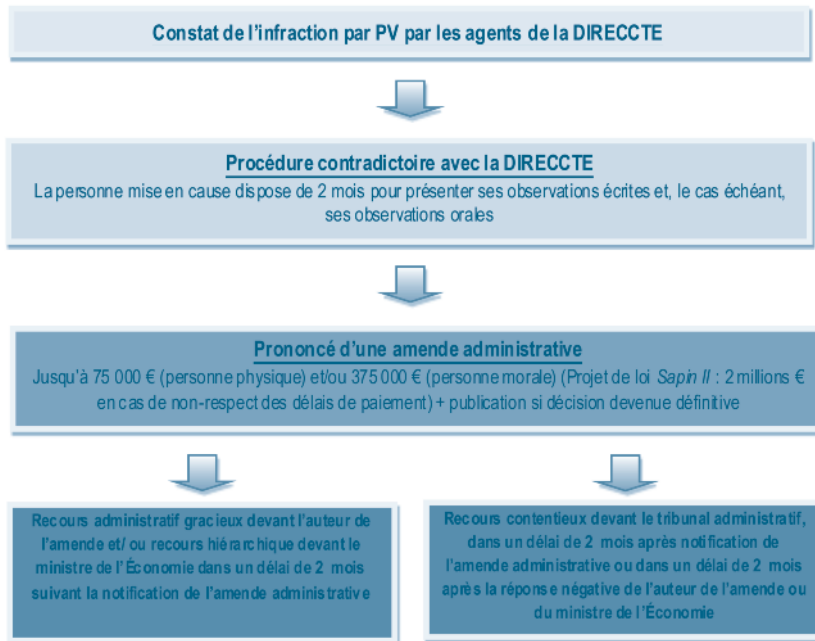 Constat de l'infraction par PV par les agents de la DIRECCTE
Procédure contradictoire avec la DIRECCTE
La personne mise en cause dispose de 2 mois pour présenter ses observations écrites et, le cas échéant,
ses observations orales
Prononcé d'une amende administrative
Jusqu'à 75 000 € (personne physique) et/ou 375 000 € (personne morale) (Projet de loi Sapin II : 2 millions €
en cas de non-respect des délais de paiement) + publication si décision devenue définitive
Recours administratif gracieux devant l'auteur de
l'amende et/ ou recours hiérarchique devant le
ministre de l'Économie dans un délai de 2 mois
suivant la notification de l'amende administrative
Recours contentieux devant le tribunal administratif,
dans un délai de 2 mois après notification de
l'amende administrative ou dans un délai de 2 mois
après la réponse négative de l'auteur de l'amende ou
du ministre de l'Économie